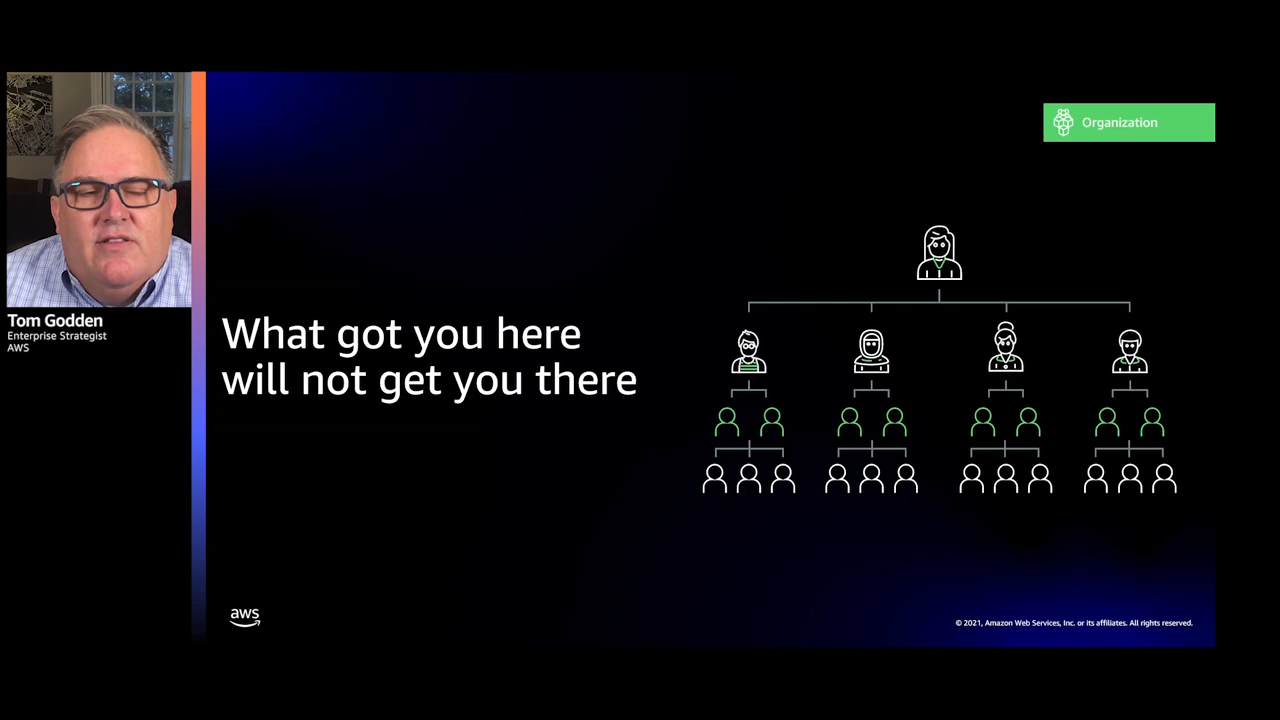 Organization
What got you here
will not get you there
Tom Godden
Enterprise Strategist
AWS
aws
© 2021, Amazon Web Services, Inc. or its affiliates. All rights reserved.